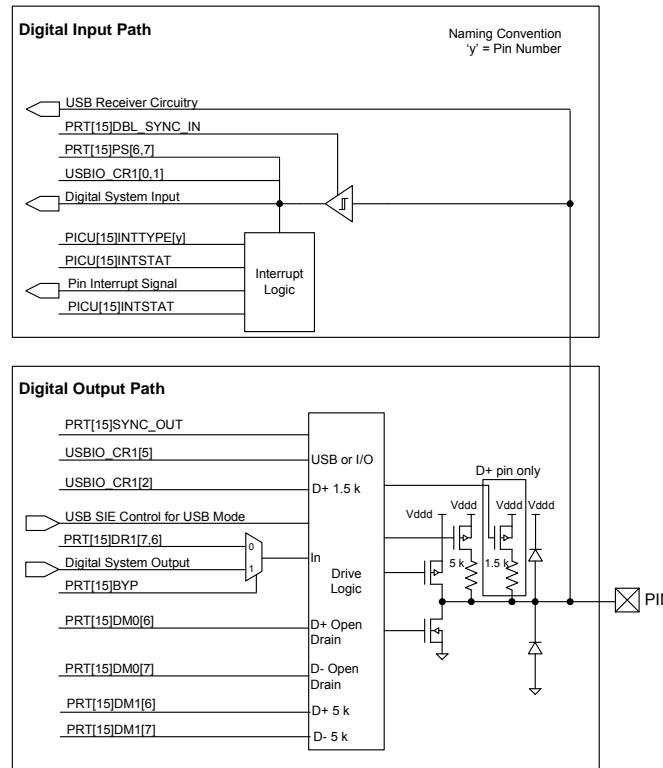 Digital Input Path
Naming Convention
'y' = Pin Number
USB Receiver Circuitry
PRT[15]DBL_SYNC_IN
PRT[15]PS[6,7]
USBIO_CR1[0,1]
Digital System Input
PICU[15]INTTYPE[y]
PICU[15]INTSTAT
Pin Interrupt Signal
PICU[15]INTSTAT
Interrupt
Logic
Digital Output Path
PRT[15]SYNC_OUT
USBIO_CR1[5]
USB or I/O
USBIO_CR1[2]
D+ 1.5 k
D+ pin only
USB SIE Control for USB Mode
Vddd
Vddd
Vddd
Vddd
PRT[15]DR1[7,6]
0
Digital System Output
1
In
PRT[15]BYP
Drive
Logic
5 k
1.5 k
PIN
PRT[15]DM0[6]
D+ Open
Drain
PRT[15]DM0[7]
D- Open
Drain
PRT[15]DM1[6]
D+ 5 k
PRT[15]DM1[7]
D- 5 k